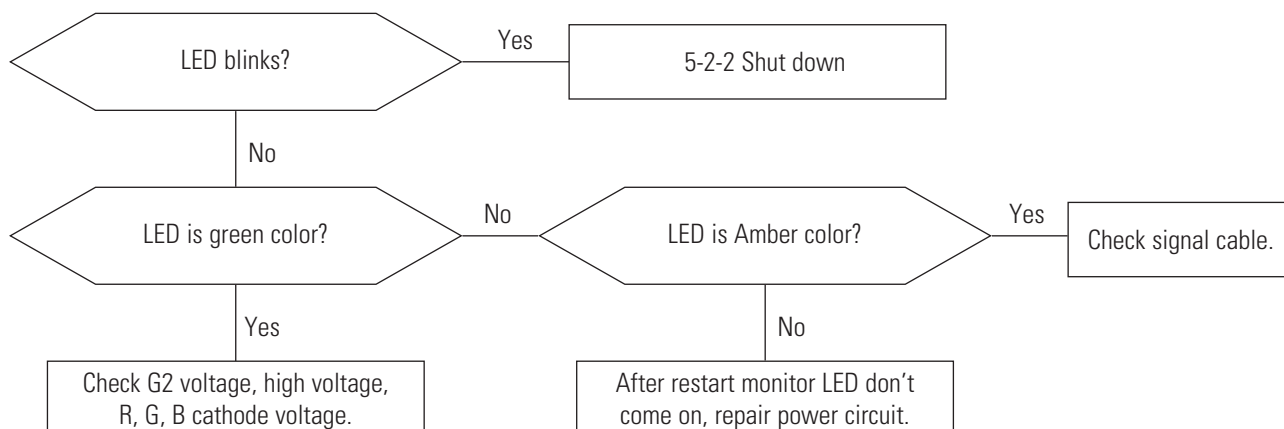 LED blinks?
Yes
5-2-2 Shut down
No
LED is green color?
No
LED is Amber color?
Yes
Check signal cable.
Yes
Check G2 voltage, high voltage,
R, G, B cathode voltage.
No
After restart monitor LED don’t
come on, repair power circuit.